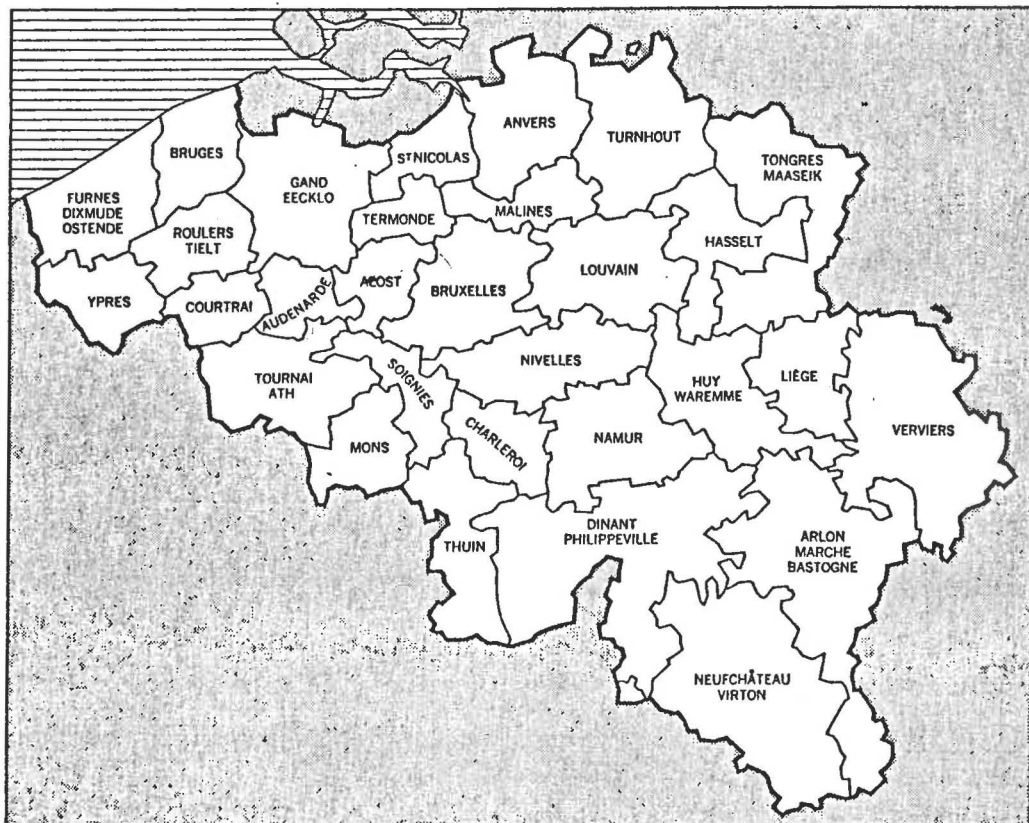 ANVERS
TURNHOUT
BRUGES
ST NICOLAS
TONGRES
MAASEIK
GAND
EECKLO
FURNES
DIXMUDE
OSTENDE
TERMONDE
MALINES
ROULERS
TIELT
HASSELT
LOUVAIN
YPRES
COURTRAI
AUDENARDE
ALOST
BRUXELLES
NIVELLES
TOURNAI
ATH
SOIGNIES
HUY
WAREMME
LIÈGE
MONS
CHARLEROI
NAMUR
VERVIERS
THUIN
DINANT
PHILIPPEVILLE
ARLON
MARCHE
BASTOGNE
NEUFCHÂTEAU
VIRTON